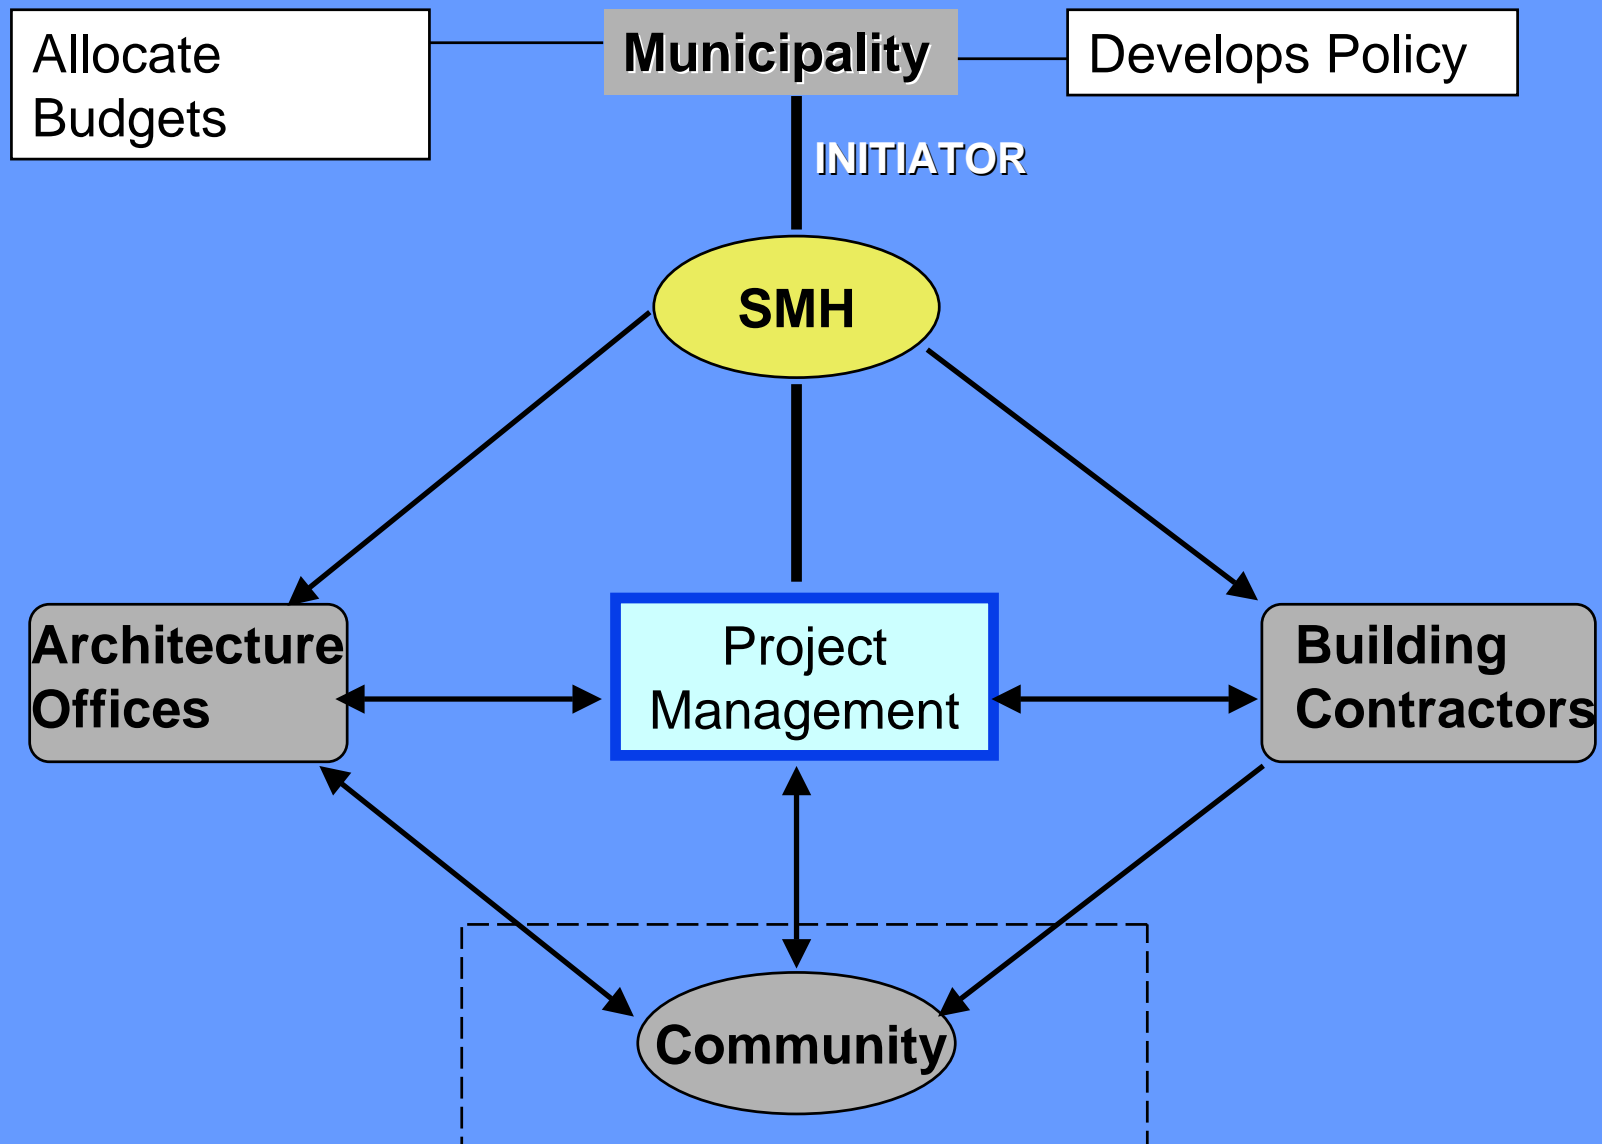 Allocate
Budgets
Municipality
Develops Policy
INITIATOR
SMH
Architecture
Offices
Project
Management
Building
Contractors
Community